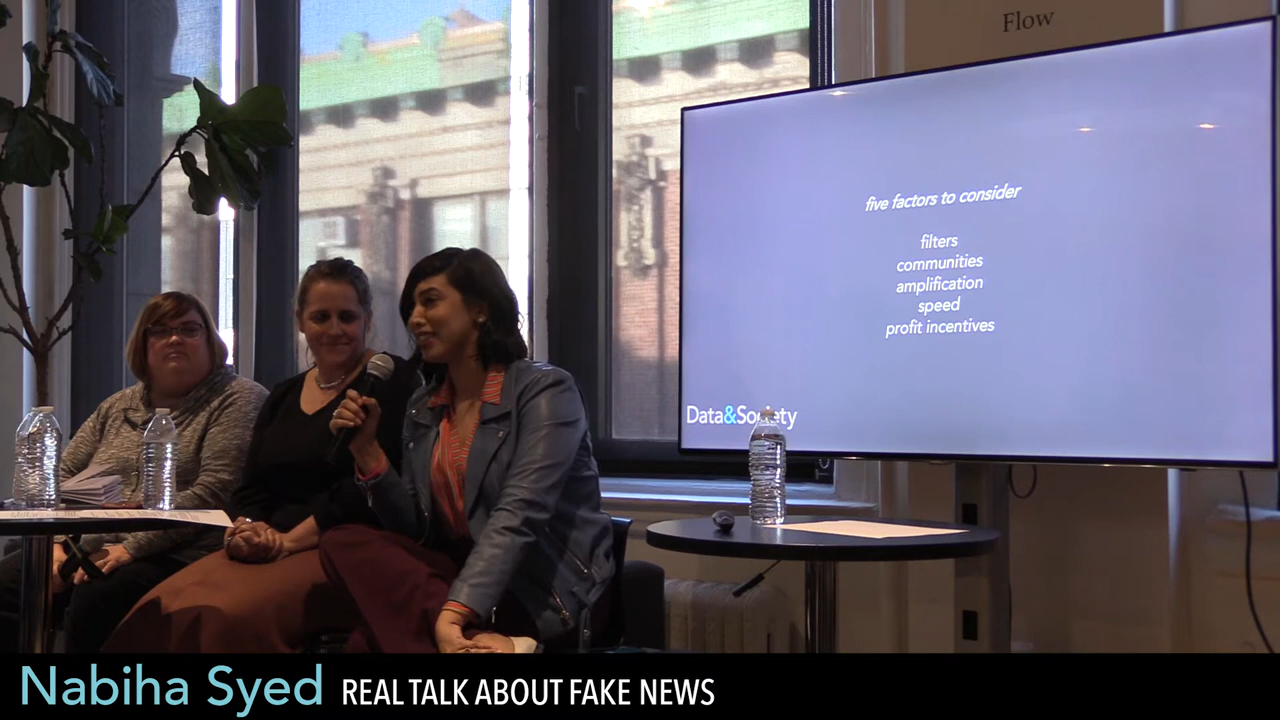 Flow
five factors to consider
filters
communities
amplification
speed
profit incentives
Data&Society
Nabiha Syed REAL TALK ABOUT FAKE NEWS